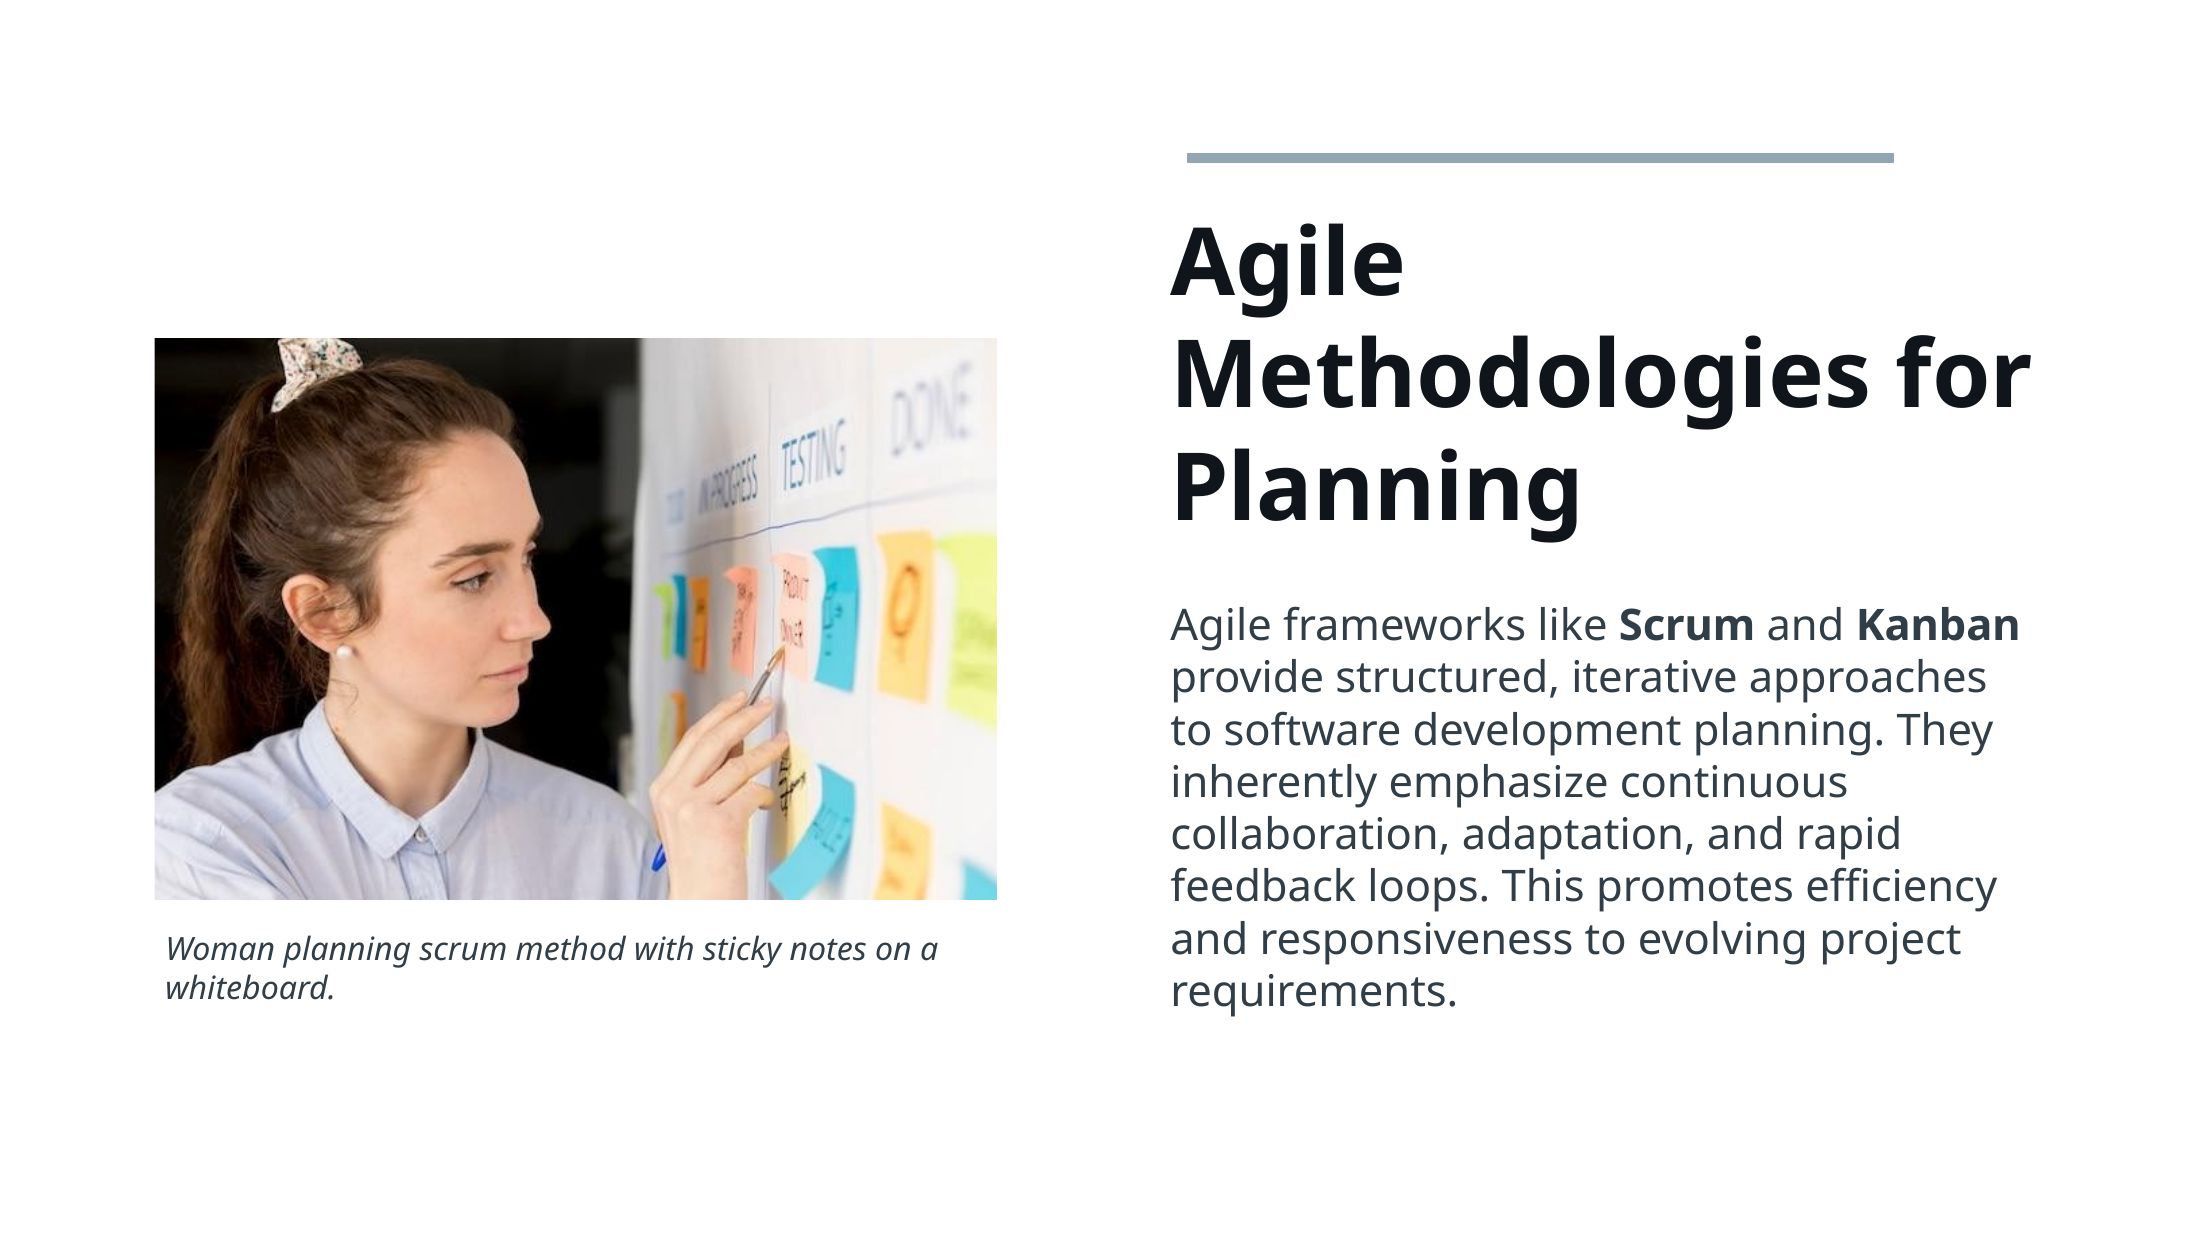 Agile
Methodologies for
Planning
Agile frameworks like Scrum and Kanban
provide structured, iterative approaches
to software development planning. They
inherently emphasize continuous
collaboration, adaptation, and rapid
feedback loops. This promotes efficiency
and responsiveness to evolving project
requirements.
IN PROGRESS
TESTING
DONE
PRODUCT
OWNER
Woman planning scrum method with sticky notes on a
whiteboard.